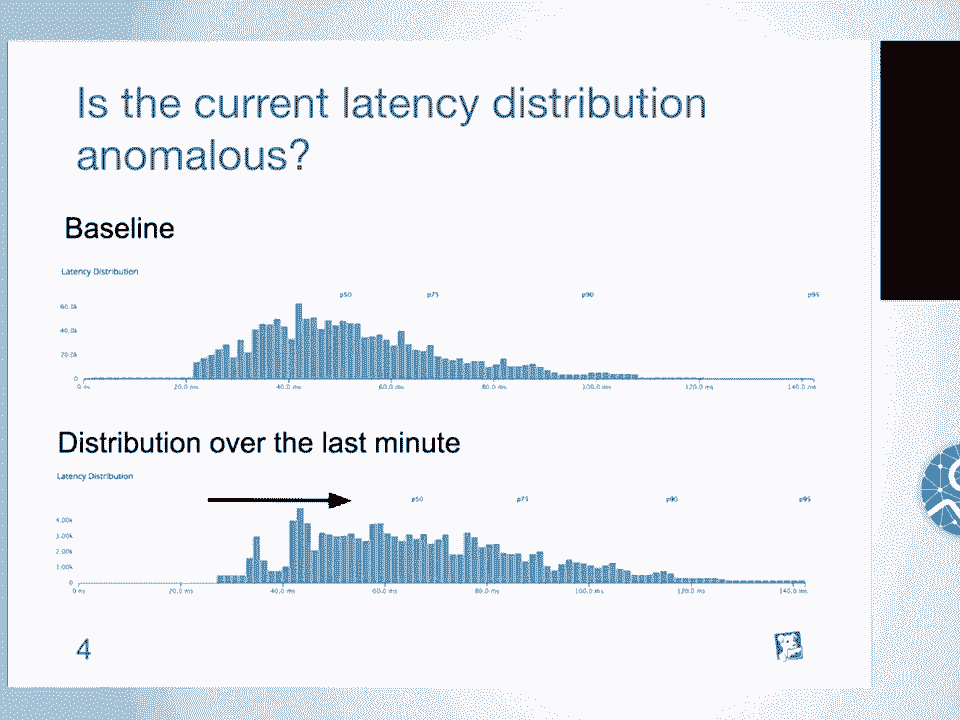 Is the current latency distribution
anomalous?
Baseline
Latency Distribution
p50 p75 p90 p95
60.0k
40.0k
20.0k
0
0 ns 20.0 ms 40.0 ms 60.0 ms 80.0 ms 100.0 ms 120.0 ms 140.0 ms
Distribution over the last minute
Latency Distribution
p50 p75 p90 p95
4.00k
3.00k
2.00k
1.00k
0
0 ns 20.0 ms 40.0 ms 60.0 ms 80.0 ms 100.0 ms 120.0 ms 140.0 ms
4